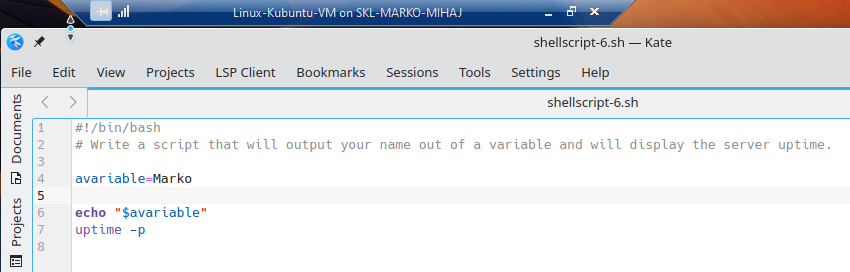 Linux-Kubuntu-VM on SKL-MARKO-MIHAJ
shellscript-6.sh — Kate
File Edit View Projects LSP Client Bookmarks Sessions Tools Settings Help
Documents
Projects
shellscript-6.sh
1 #!/bin/bash
2 # Write a script that will output your name out of a variable and will display the server uptime.
3
4 avariable=Marko
5
6 echo "$avariable"
7 uptime -p
8